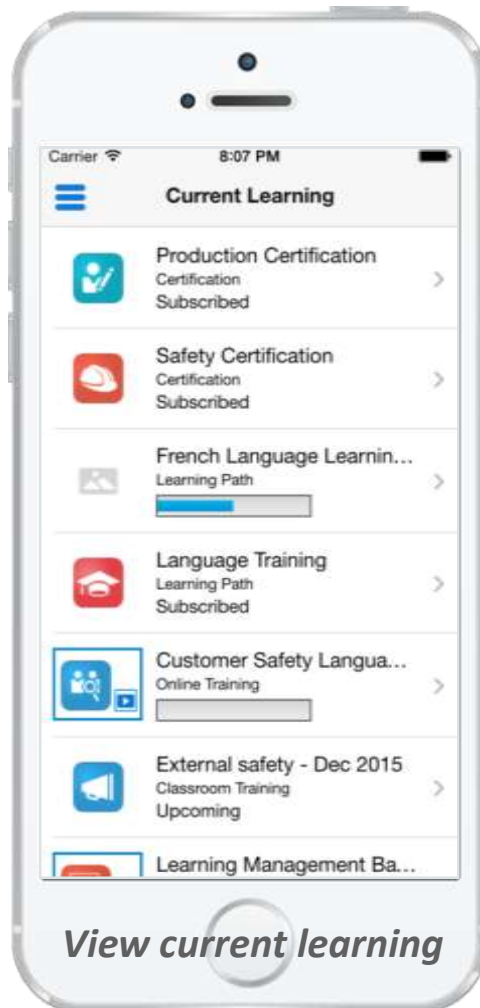 Carrier
8:07 PM
Current Learning
Production Certification
Certification
Subscribed
Safety Certification
Certification
Subscribed
French Language Learnin...
Learning Path
Language Training
Learning Path
Subscribed
Customer Safety Langua...
Online Training
External safety - Dec 2015
Classroom Training
Upcoming
Learning Management Ba...
View current learning